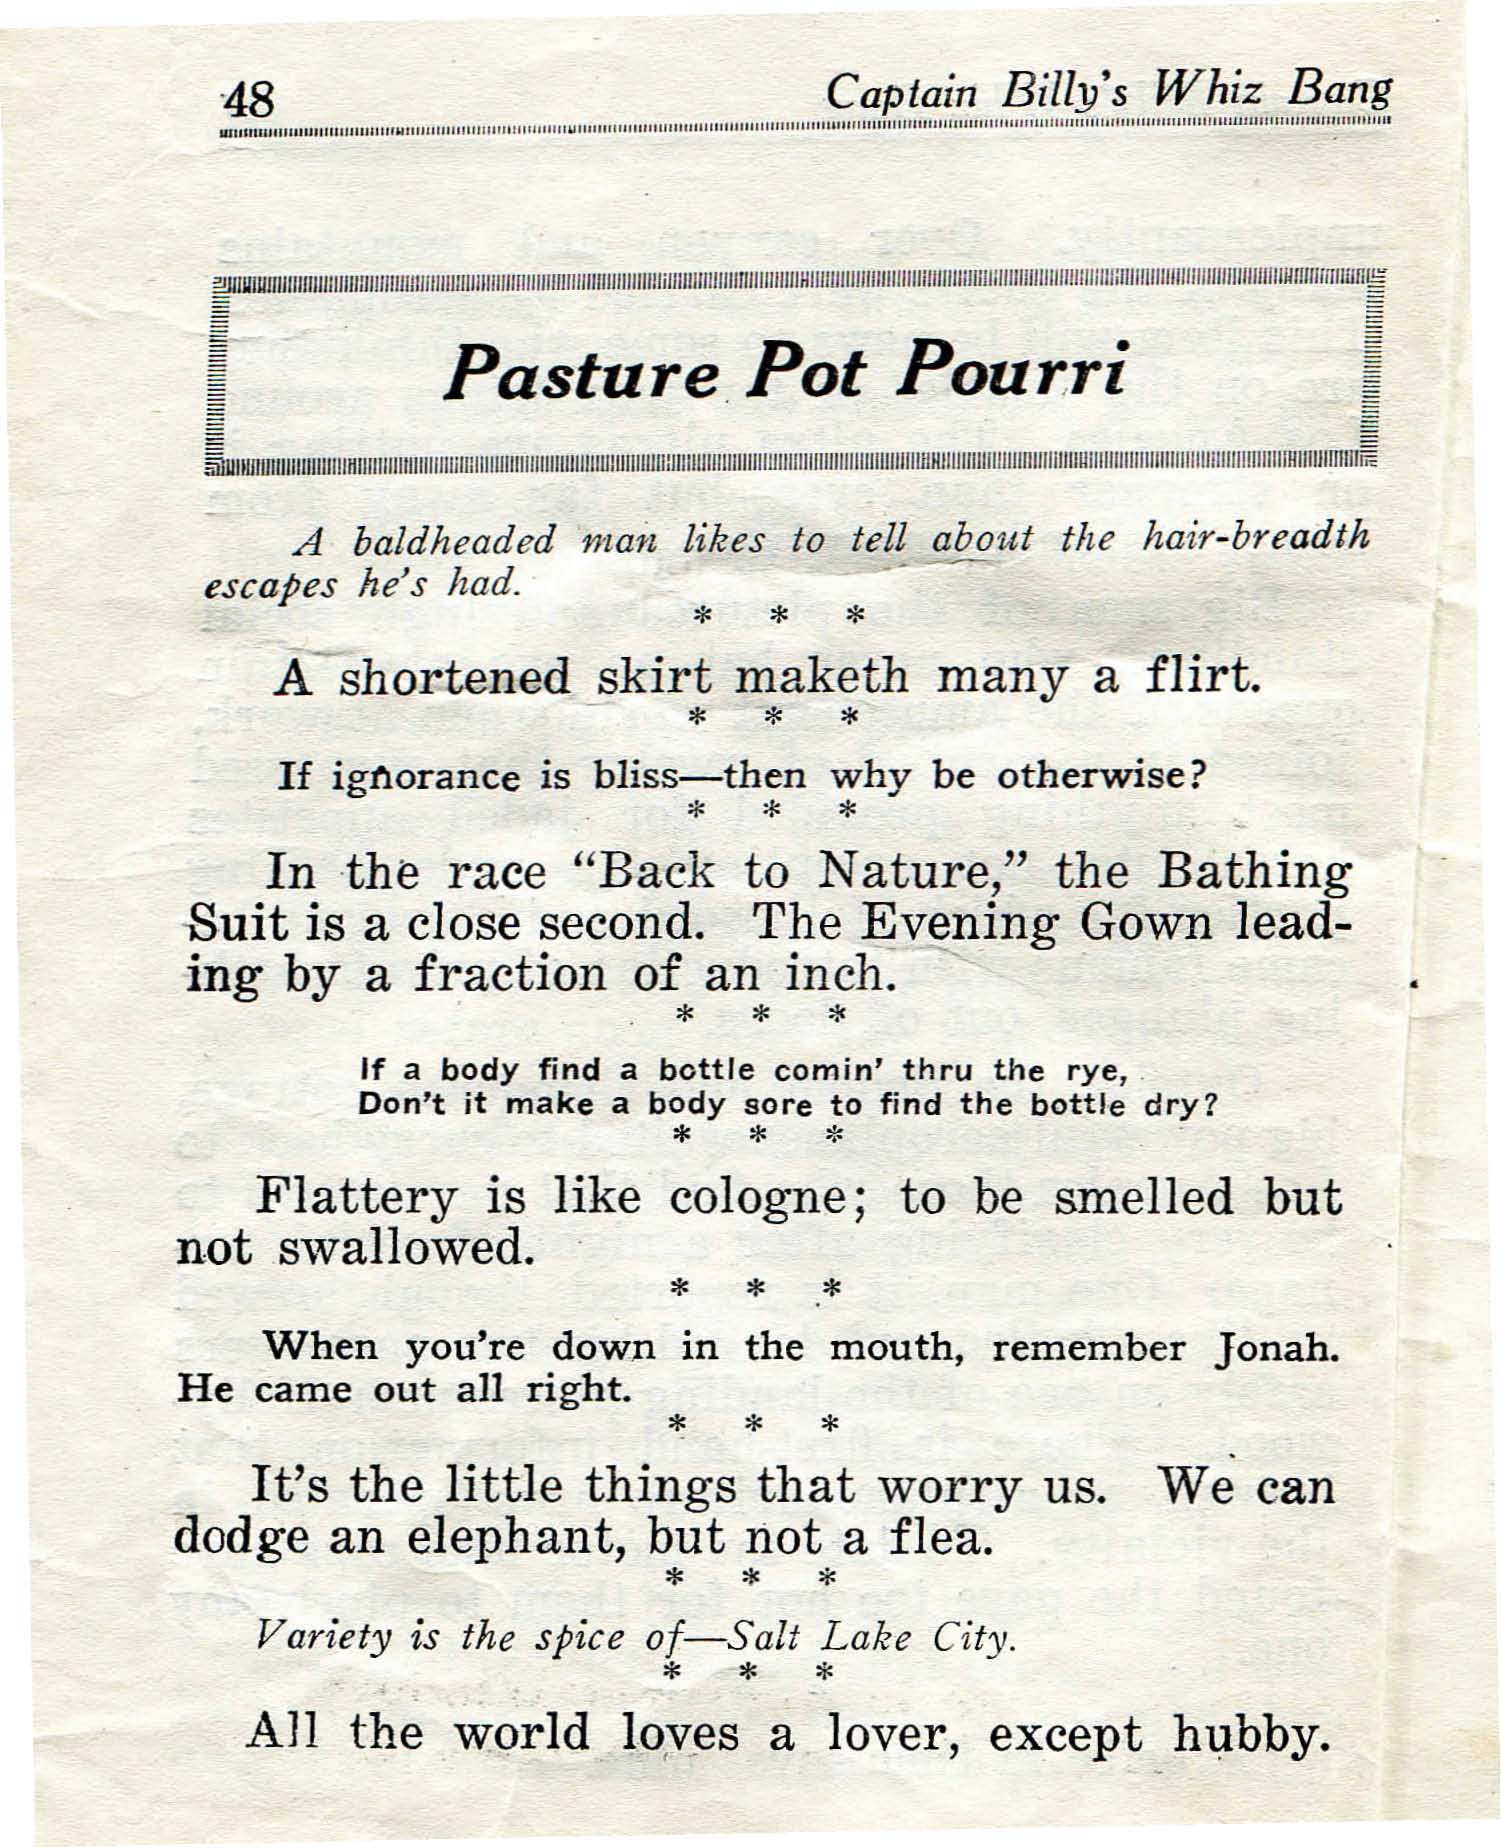 48 Captain Billy's Whiz Bang
Pasture Pot Pourri
A baldheaded man likes to tell about the hair-breadth
escapes he's had.
* * *
A shortened skirt maketh many a flirt.
* * *
If ignorance is bliss—then why be otherwise?
* * *
In the race “Back to Nature,” the Bathing
Suit is a close second. The Evening Gown lead-
ing by a fraction of an inch.
* * *
If a body find a bottle comin' thru the rye,
Don't it make a body sore to find the bottle dry?
* * *
Flattery is like cologne; to be smelled but
not swallowed.
* * *
When you're down in the mouth, remember Jonah.
He came out all right.
* * *
It's the little things that worry us. We can
dodge an elephant, but not a flea.
* * *
Variety is the spice of—Salt Lake City.
* * *
All the world loves a lover, except hubby.